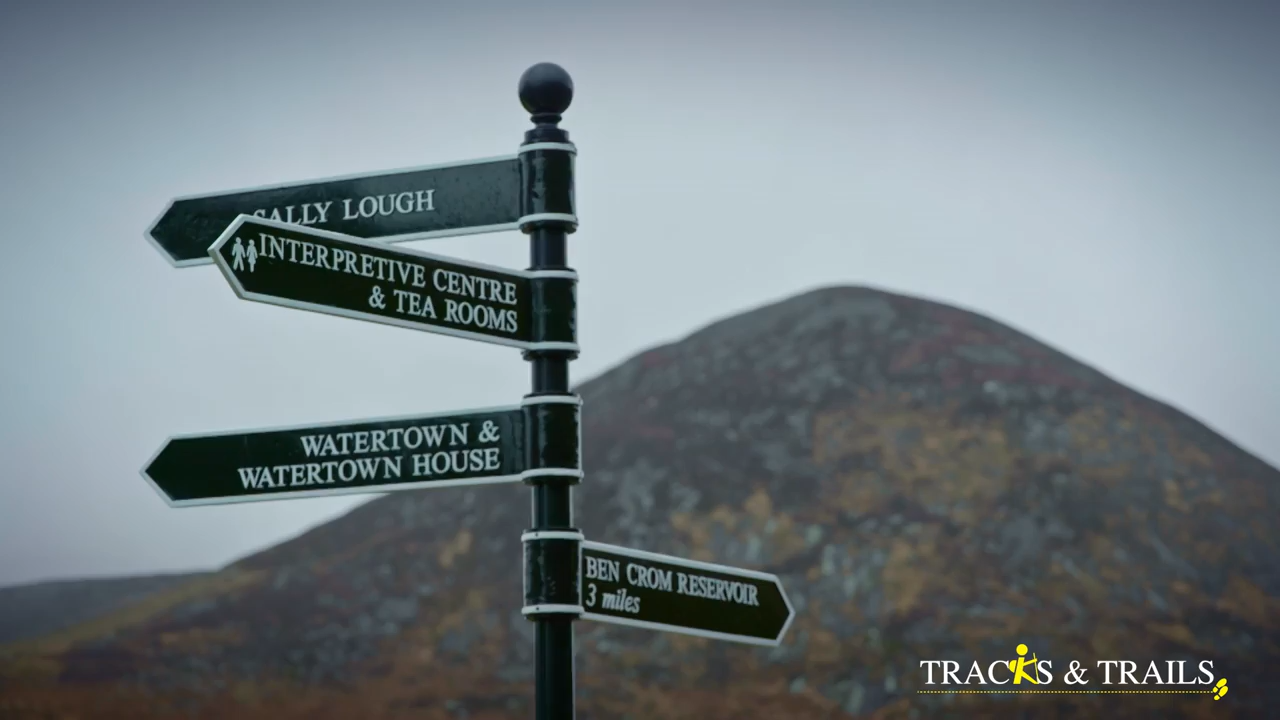 SALLY LOUGH
INTERPRETIVE CENTRE
& TEA ROOMS
WATERTOWN &
WATERTOWN HOUSE
BEN CROM RESERVOIR
3 miles
TRACKS & TRAILS